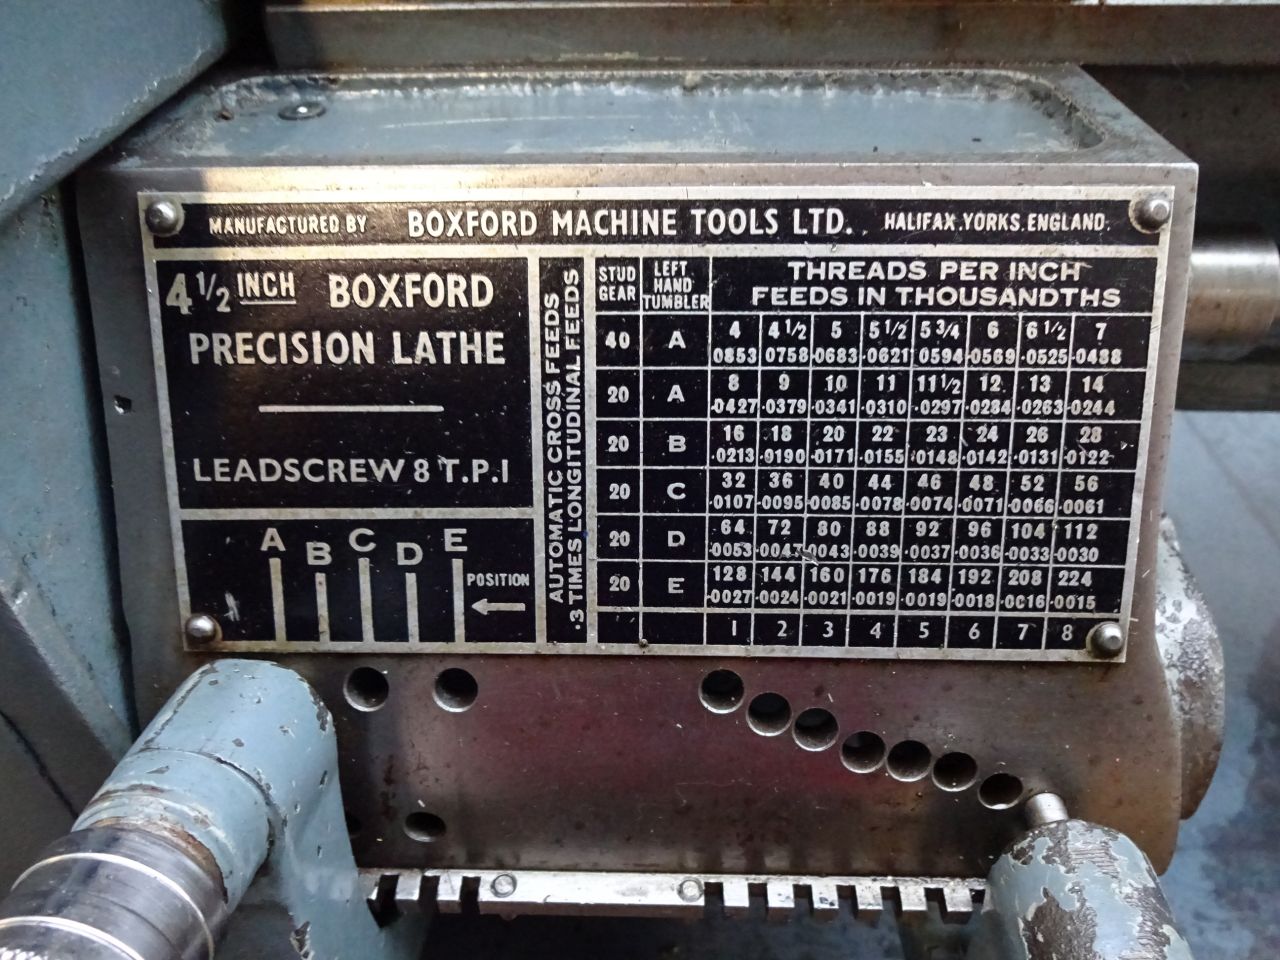 MANUFACTURED BY BOXFORD MACHINE TOOLS LTD., HALIFAX, YORKS. ENGLAND.
4 1/2 INCH BOXFORD
PRECISION LATHE
LEADSCREW 8 T.P.I
A B C D E
POSITION
AUTOMATIC CROSS FEEDS
·3 TIMES LONGITUDINAL FEEDS
STUD GEAR LEFT HAND TUMBLER THREADS PER INCH
FEEDS IN THOUSANDTHS
40 A 4 4 1/2 5 5 1/2 5 3/4 6 6 1/2 7
·0853 ·0758 ·0683 ·0621 ·0594 ·0569 ·0525 ·0488
20 A 8 9 10 11 11 1/2 12 13 14
·0427 ·0379 ·0341 ·0310 ·0297 ·0284 ·0263 ·0244
20 B 16 18 20 22 23 24 26 28
·0213 ·0190 ·0171 ·0155 ·0148 ·0142 ·0131 ·0122
20 C 32 36 40 44 46 48 52 56
·0107 ·0095 ·0085 ·0078 ·0074 ·0071 ·0066 ·0061
20 D 64 72 80 88 92 96 104 112
·0053 ·0047 ·0043 ·0039 ·0037 ·0036 ·0033 ·0030
20 E 128 144 160 176 184 192 208 224
·0027 ·0024 ·0021 ·0019 ·0019 ·0018 ·0016 ·0015
1 2 3 4 5 6 7 8